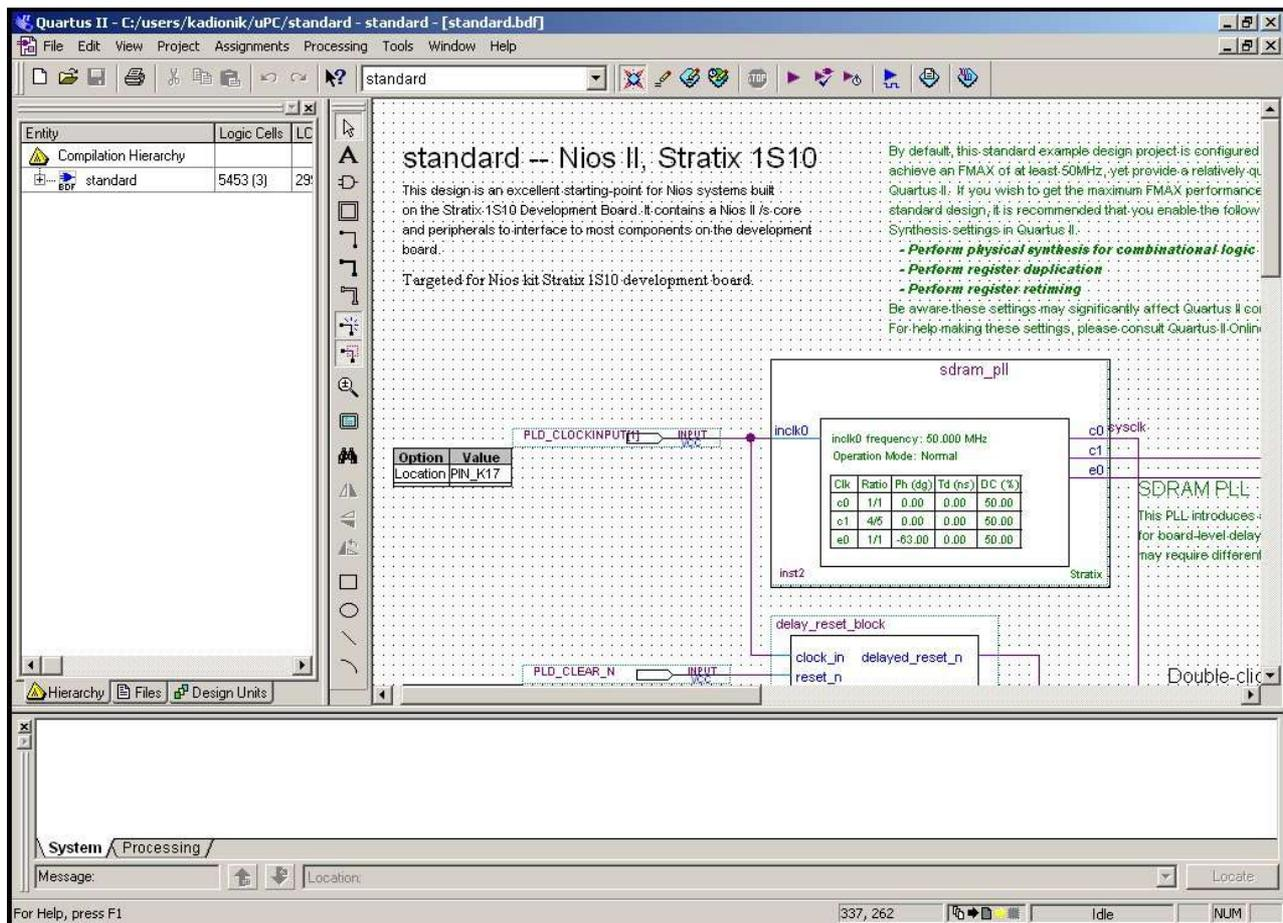 Quartus II - C:/users/kadionik/uPC/standard - standard - [standard.bdf]
File Edit View Project Assignments Processing Tools Window Help
standard
STOP
Entity Logic Cells LC
Compilation Hierarchy
BDF standard 5453 (3) 299
Hierarchy Files Design Units
standard -- Nios II, Stratix 1S10
This design is an excellent starting-point for Nios systems built
on the Stratix 1S10 Development Board. It contains a Nios II /s core
and peripherals to interface to most components on the development
board.
Targeted for Nios kit Stratix 1S10 development board.
By default, this standard example design project is configured
achieve an FMAX of at least 50MHz, yet provide a relatively qu
Quartus II. If you wish to get the maximum FMAX performance
standard design, it is recommended that you enable the follow
Synthesis settings in Quartus II.
- Perform physical synthesis for combinational logic
- Perform register duplication
- Perform register retiming
Be aware these settings may significantly affect Quartus II co
For help making these settings, please consult Quartus II Onlin
sdram_pll
PLD_CLOCKINPUT[1] INPUT
VCC
Option Value
Location PIN_K17
inclk0
inclk0 frequency: 50.000 MHz
Operation Mode: Normal
Clk Ratio Ph (dg) Td (ns) DC (%)
c0 1/1 0.00 0.00 50.00
c1 4/5 0.00 0.00 50.00
e0 1/1 -63.00 0.00 50.00
c0 sysclk
c1
e0
inst2 Stratix
SDRAM PLL
This PLL introduces
for board-level delay
may require different
delay_reset_block
clock_in delayed_reset_n
reset_n
PLD_CLEAR_N INPUT
VCC
Double-clic
System Processing
Message: Location: Locate
For Help, press F1 337, 262 Idle NUM